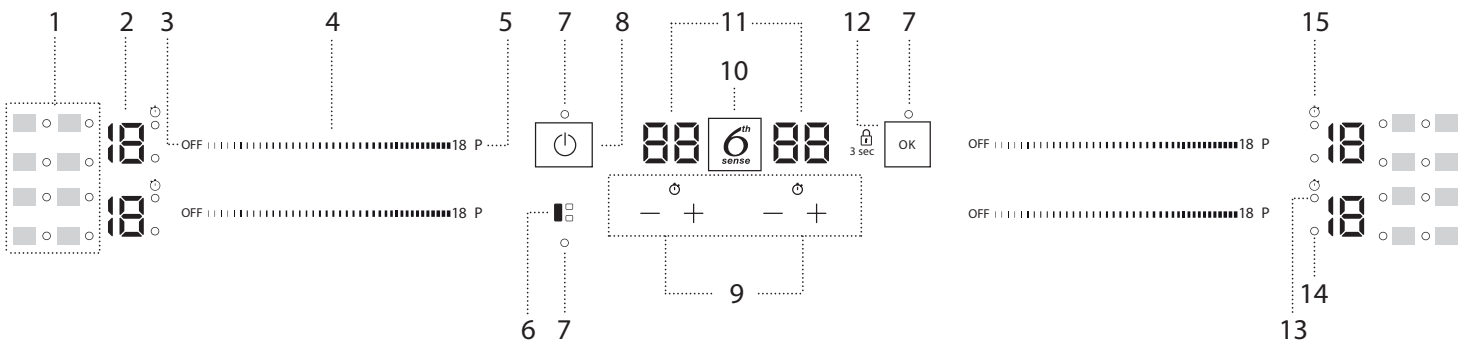 1 2 3 4 5 7 8 11 12 7 15
10
18 OFF 18 P 88 6th sense 88 3 sec OK OFF 18 P 18
18 OFF 18 P − + − + OFF 18 P 18
9
6 7 13 14